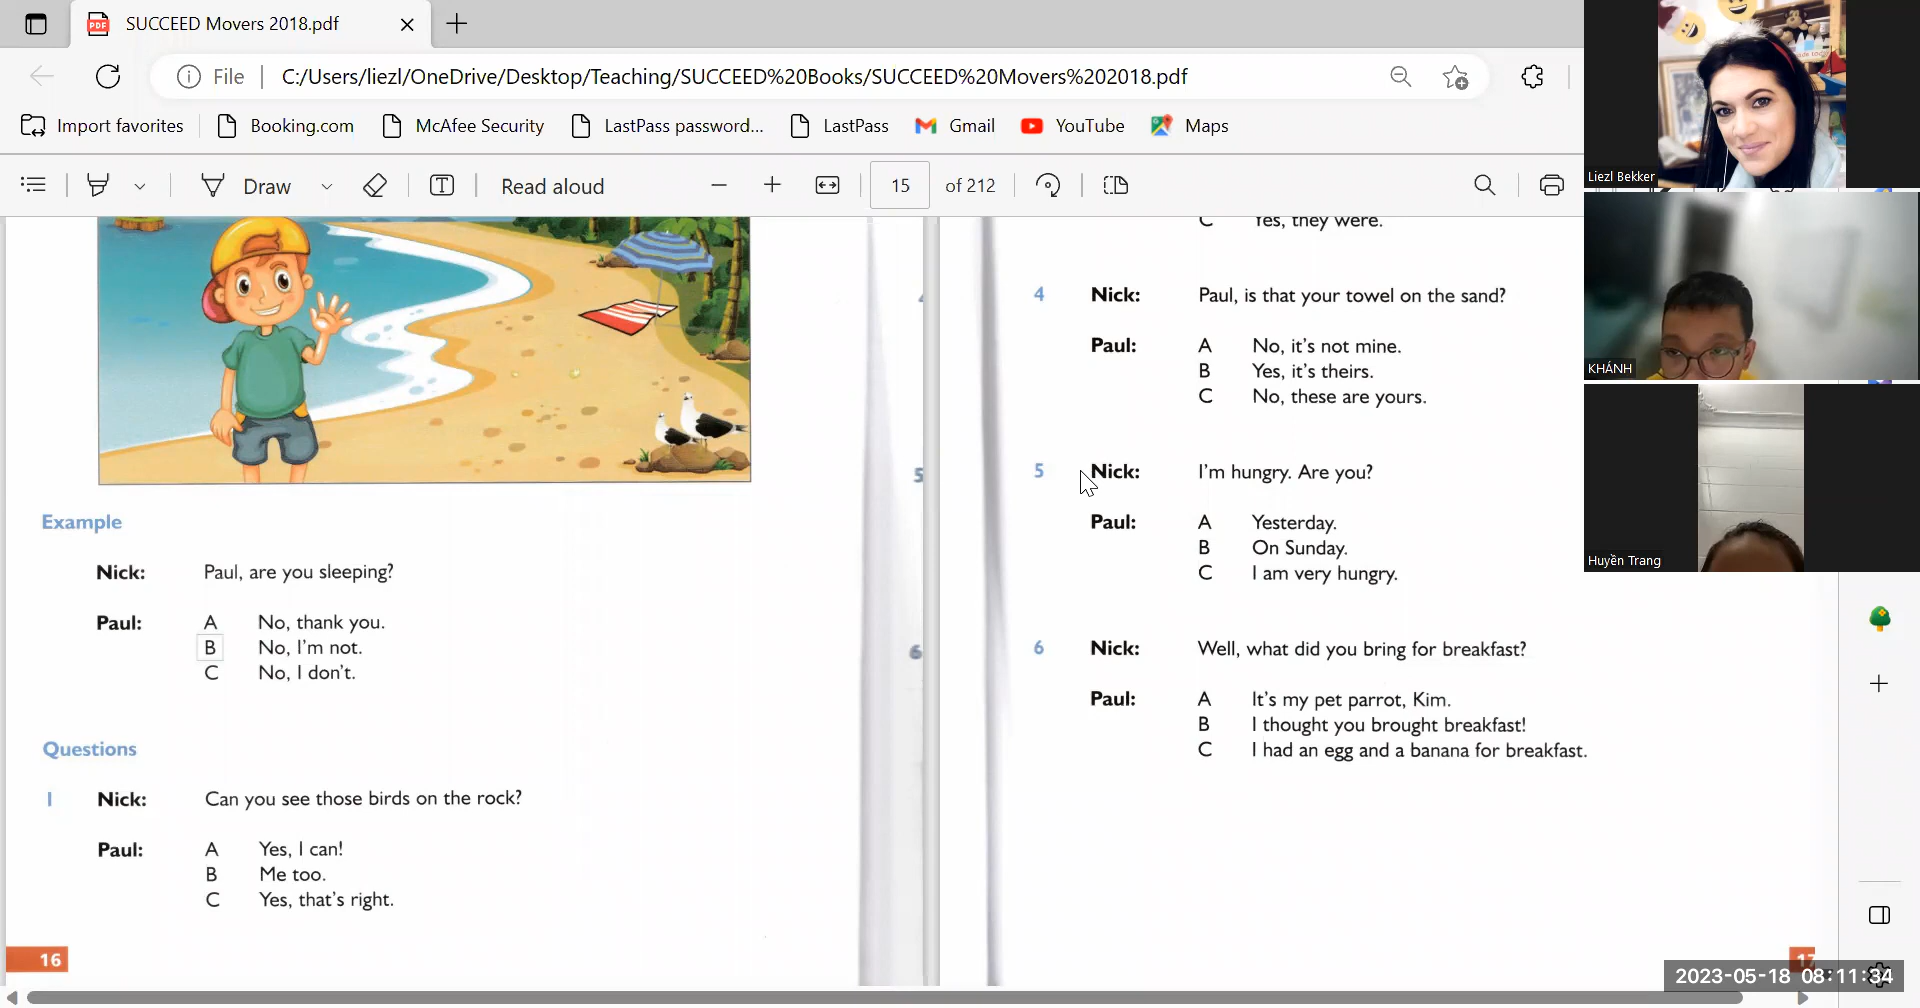 SUCCEED Movers 2018.pdf
File
C:/Users/liezl/OneDrive/Desktop/Teaching/SUCCEED%20Books/SUCCEED%20Movers%202018.pdf
Import favorites
Booking.com
McAfee Security
LastPass password...
LastPass
Gmail
YouTube
Maps
PDF
Draw
Read aloud
15
of 212
Liezl Bekker
KHÁNH
Huyền Trang
Example
Nick: Paul, are you sleeping?
Paul: A No, thank you.
B No, I'm not.
C No, I don't.
Questions
1 Nick: Can you see those birds on the rock?
Paul: A Yes, I can!
B Me too.
C Yes, that's right.
16
5
6
C Yes, they were.
4 Nick: Paul, is that your towel on the sand?
Paul: A No, it's not mine.
B Yes, it's theirs.
C No, these are yours.
5 Nick: I'm hungry. Are you?
Paul: A Yesterday.
B On Sunday.
C I am very hungry.
6 Nick: Well, what did you bring for breakfast?
Paul: A It's my pet parrot, Kim.
B I thought you brought breakfast!
C I had an egg and a banana for breakfast.
2023-05-18 08:11:34